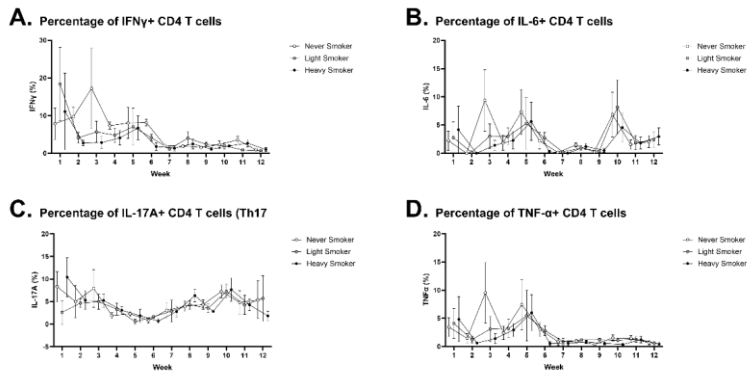 A. Percentage of IFNγ+ CD4 T cells
30
20
10
0
IFNγ (%)
1 2 3 4 5 6 7 8 9 10 11 12
Week
Never Smoker
Light Smoker
Heavy Smoker
B. Percentage of IL-6+ CD4 T cells
20
15
10
5
0
IL-6 (%)
1 2 3 4 5 6 7 8 9 10 11 12
Week
Never Smoker
Light Smoker
Heavy Smoker
C. Percentage of IL-17A+ CD4 T cells (Th17
20
15
10
5
0
IL-17A (%)
1 2 3 4 5 6 7 8 9 10 11 12
Week
Never Smoker
Light Smoker
Heavy Smoker
D. Percentage of TNF-α+ CD4 T cells
20
15
10
5
0
TNFα (%)
1 2 3 4 5 6 7 8 9 10 11 12
Week
Never Smoker
Light Smoker
Heavy Smoker